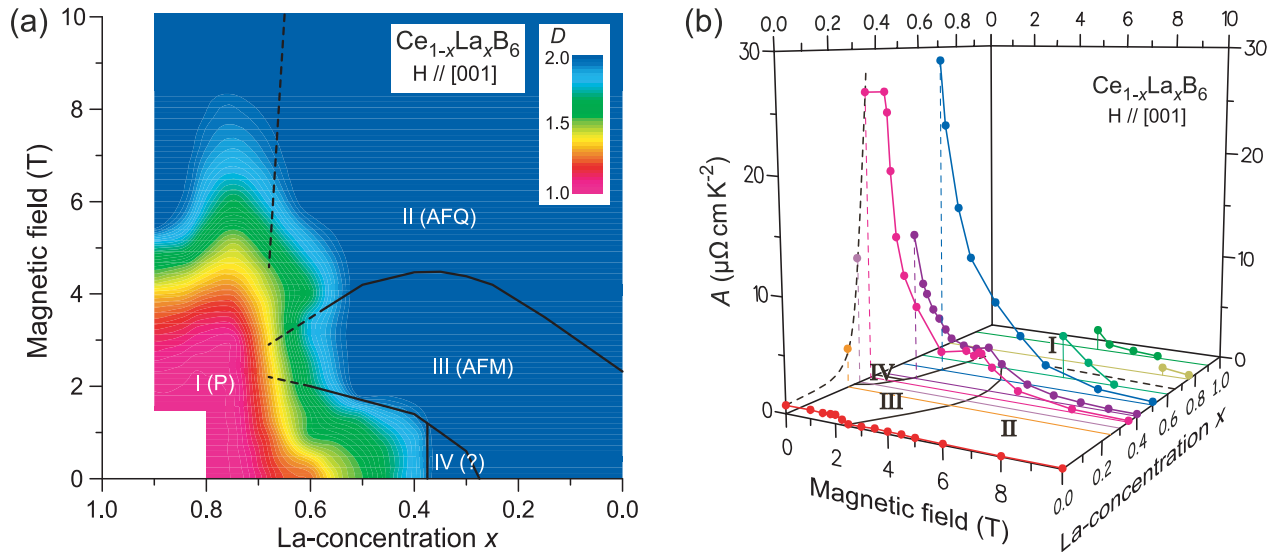 (a)
10
8
6
4
2
0
Magnetic field (T)
Ce1-xLaxB6
H // [001]
D
2.0
1.5
1.0
II (AFQ)
III (AFM)
I (P)
IV (?)
1.0 0.8 0.6 0.4 0.2 0.0
La-concentration x
(b)
0.0 0.2 0.4 0.6 0.8 0 2 4 6 8 10
30
20
10
0
A (μΩ cm K−2)
30
20
10
0
Ce1-xLaxB6
H // [001]
I
IV
III
II
0 2 4 6 8
Magnetic field (T)
0.0 0.2 0.4 0.6 0.8 1.0
La-concentration x